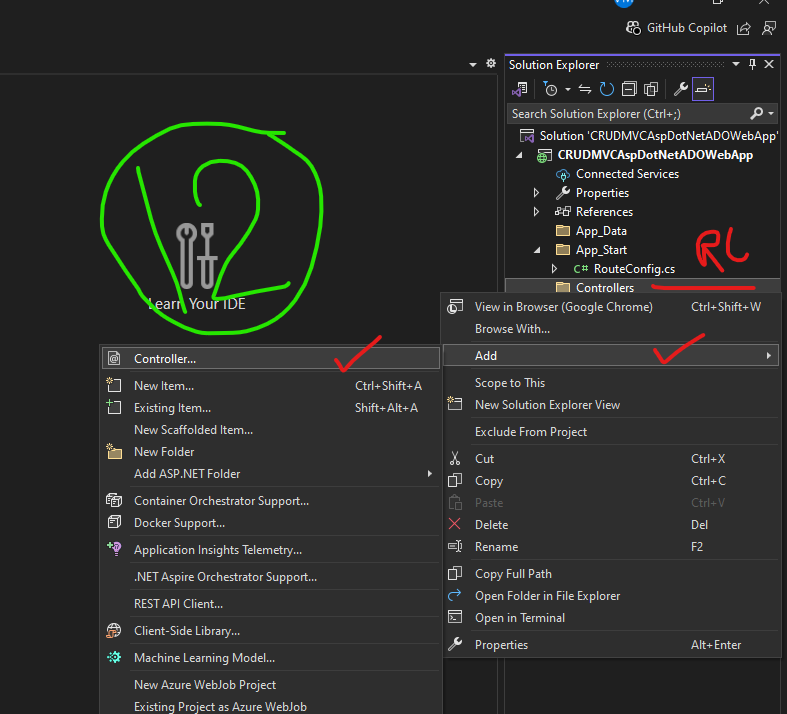 GitHub Copilot
Solution Explorer
Search Solution Explorer (Ctrl+;)
Solution 'CRUDMVCAspDotNetADOWebApp'
CRUDMVCAspDotNetADOWebApp
Connected Services
Properties
References
App_Data
App_Start
C# RouteConfig.cs
Controllers
RC
12
Learn Your IDE
View in Browser (Google Chrome) Ctrl+Shift+W
Browse With...
Add
Scope to This
New Solution Explorer View
Exclude From Project
Cut Ctrl+X
Copy Ctrl+C
Paste Ctrl+V
Delete Del
Rename F2
Copy Full Path
Open Folder in File Explorer
Open in Terminal
Properties Alt+Enter
Controller...
New Item... Ctrl+Shift+A
Existing Item... Shift+Alt+A
New Scaffolded Item...
New Folder
Add ASP.NET Folder
Container Orchestrator Support...
Docker Support...
Application Insights Telemetry...
.NET Aspire Orchestrator Support...
REST API Client...
Client-Side Library...
Machine Learning Model...
New Azure WebJob Project
Existing Project as Azure WebJob